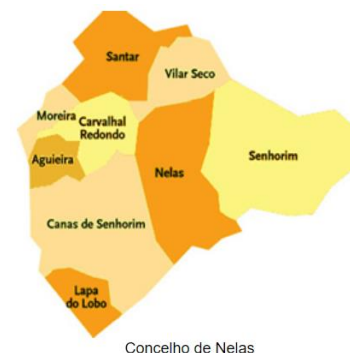 Santar
Vilar Seco
Moreira
Carvalhal
Redondo
Aguieira
Nelas
Senhorim
Canas de Senhorim
Lapa
do Lobo
Concelho de Nelas